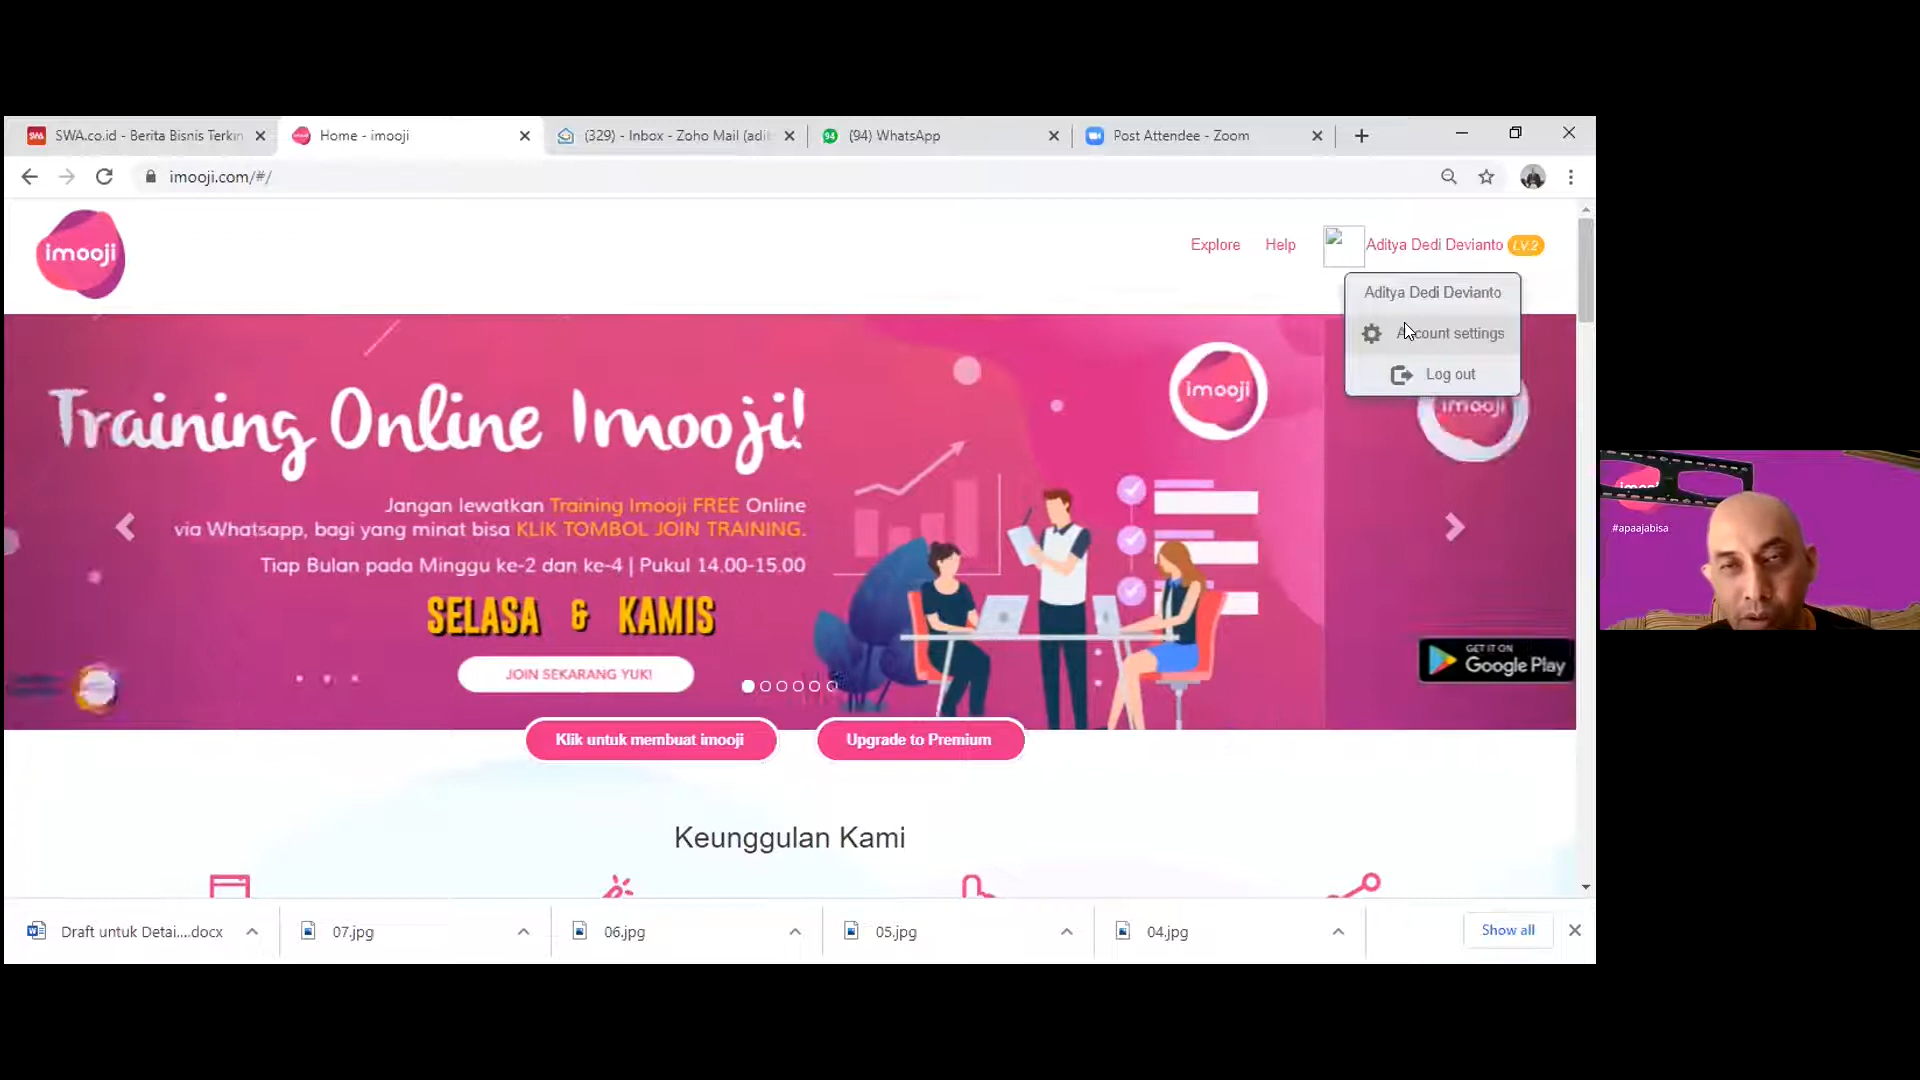 SWA.co.id - Berita Bisnis Terkin
Home - imooji
(329) - Inbox - Zoho Mail (adit
(94) WhatsApp
Post Attendee - Zoom
imooji.com/#/
imooji
Explore
Help
Aditya Dedi Devianto
LV.2
Aditya Dedi Devianto
Account settings
Log out
Training Online Imooji!
imooji
imooji
Jangan lewatkan Training Imooji FREE Online
via Whatsapp, bagi yang minat bisa KLIK TOMBOL JOIN TRAINING.
Tiap Bulan pada Minggu ke-2 dan ke-4 | Pukul 14.00-15.00
SELASA & KAMIS
JOIN SEKARANG YUK!
GET IT ON
Google Play
Klik untuk membuat imooji
Upgrade to Premium
Keunggulan Kami
imooji
#apaajabisa
Draft untuk Detai....docx
07.jpg
06.jpg
05.jpg
04.jpg
Show all